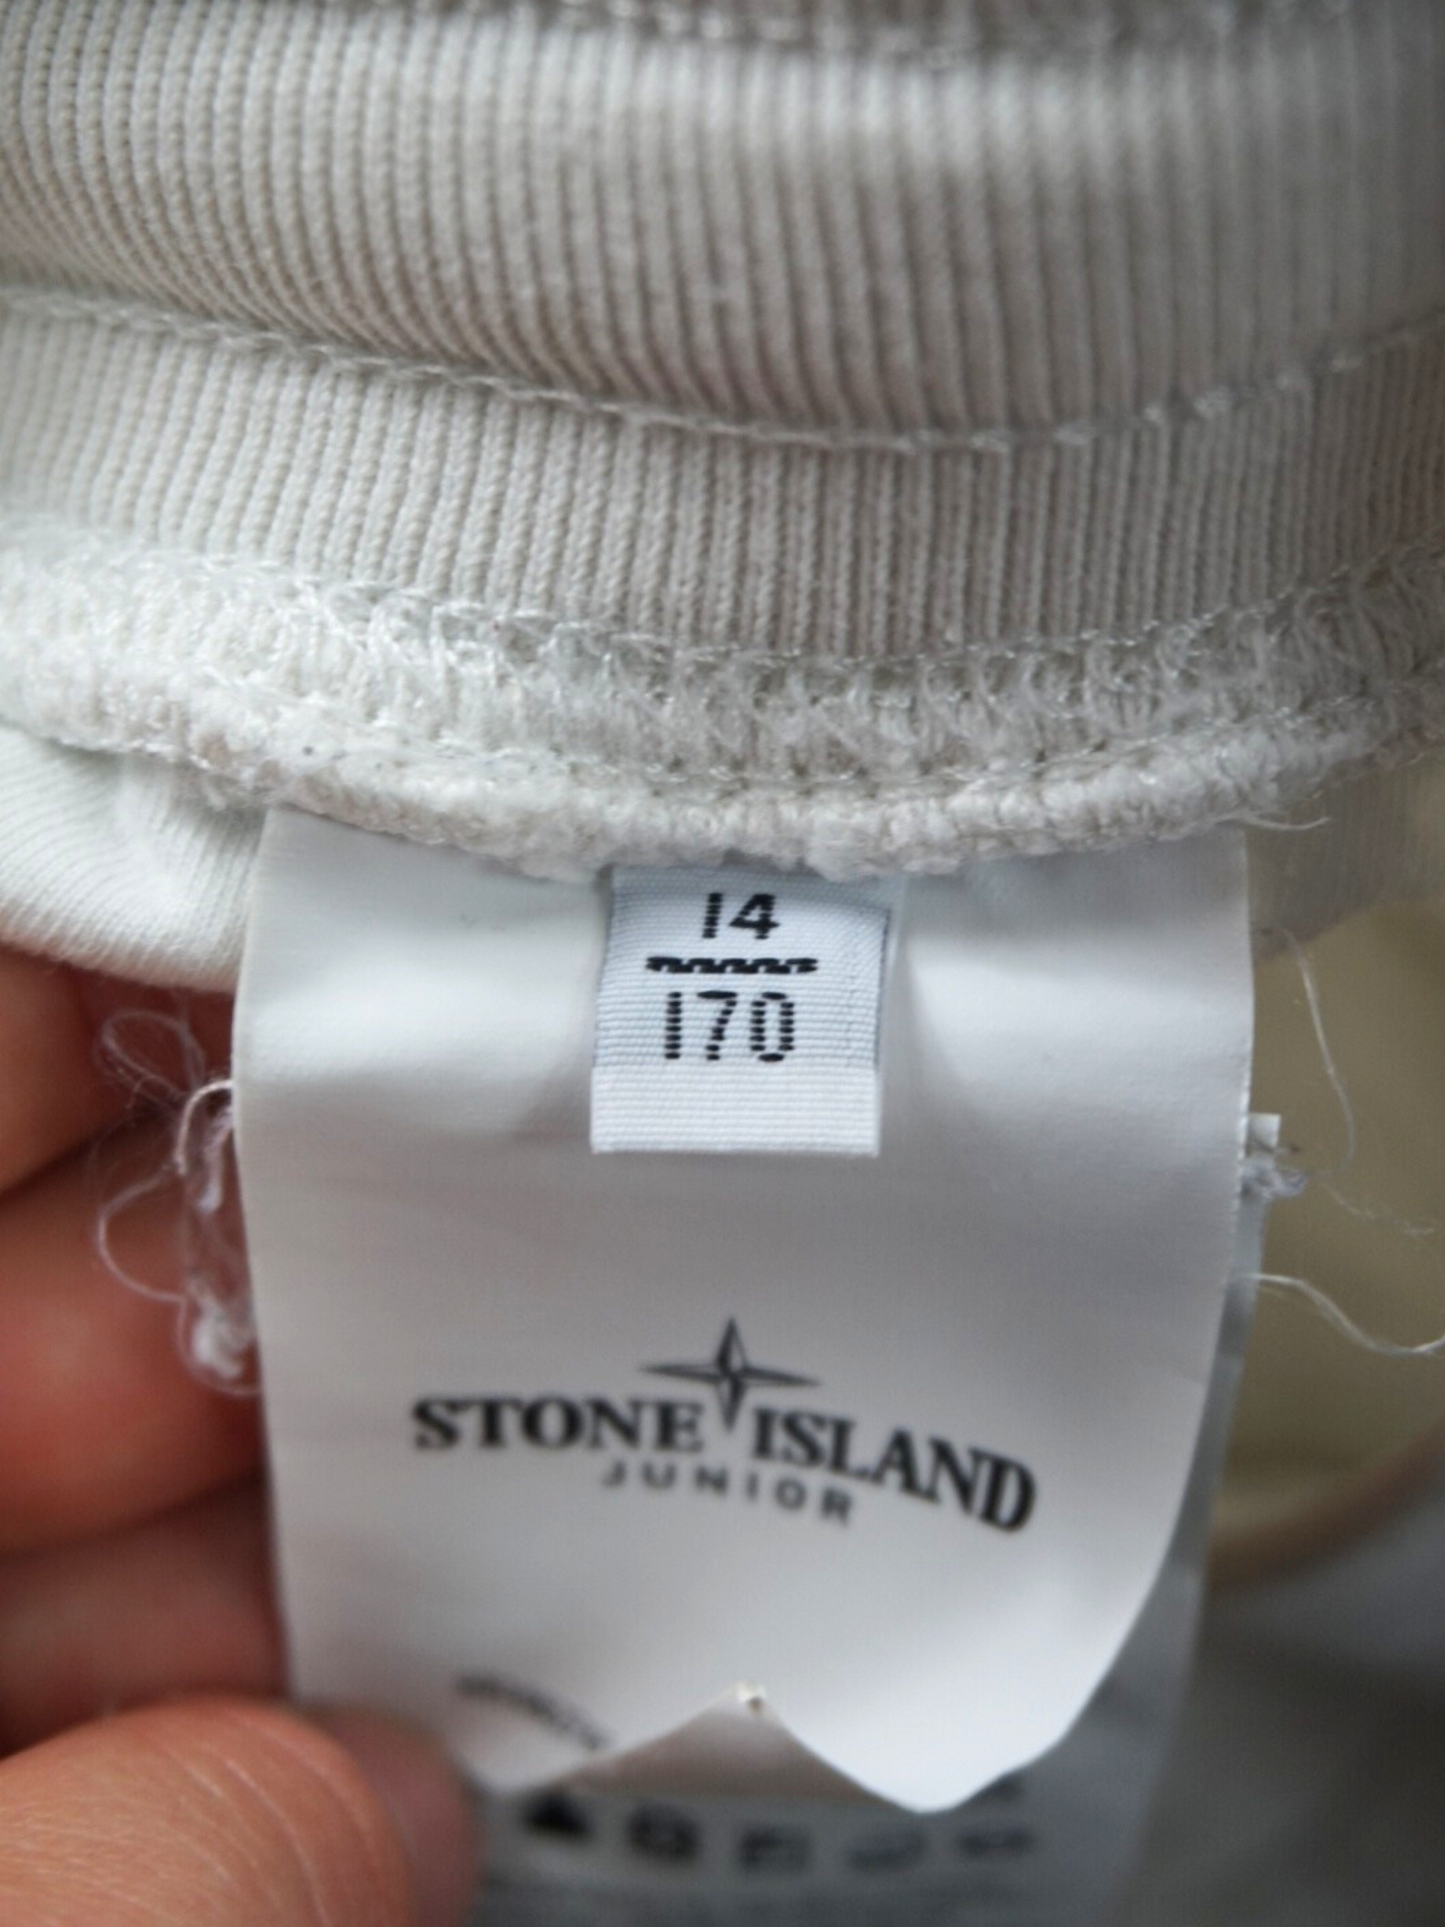 14
170
STONE ISLAND
JUNIOR